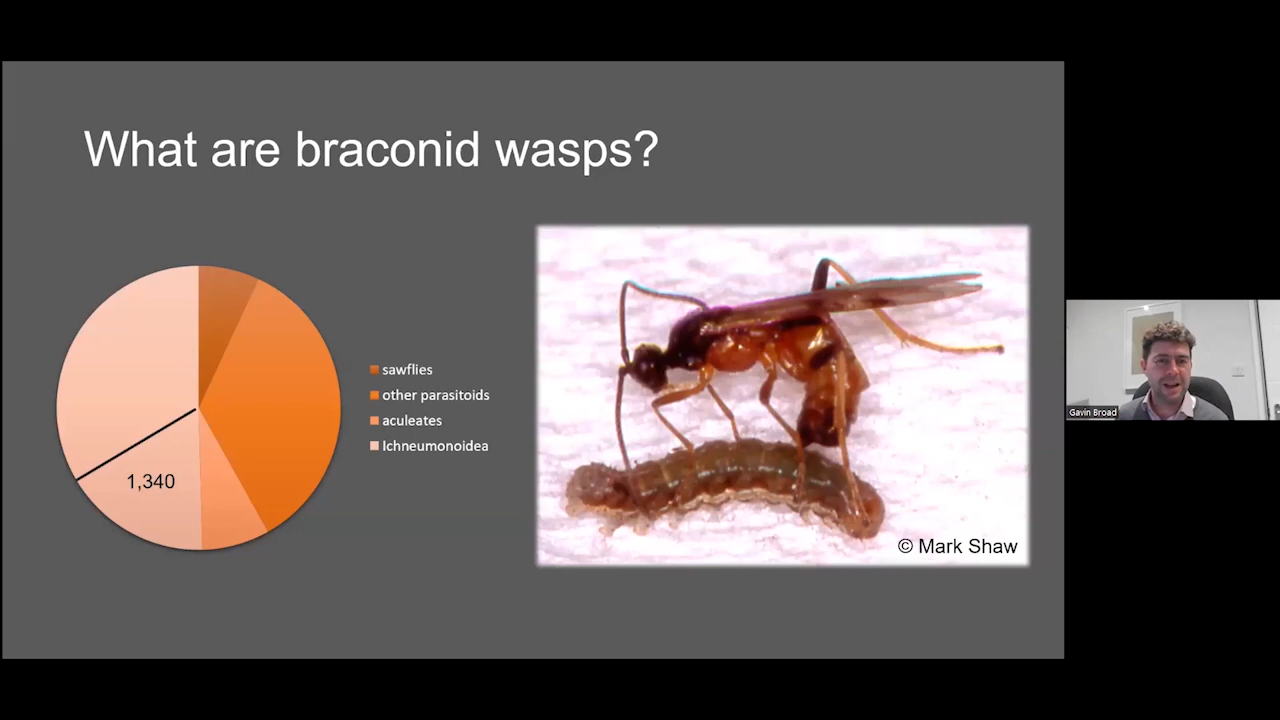 What are braconid wasps?
1,340
sawflies
other parasitoids
aculeates
Ichneumonoidea
© Mark Shaw
Gavin Broad